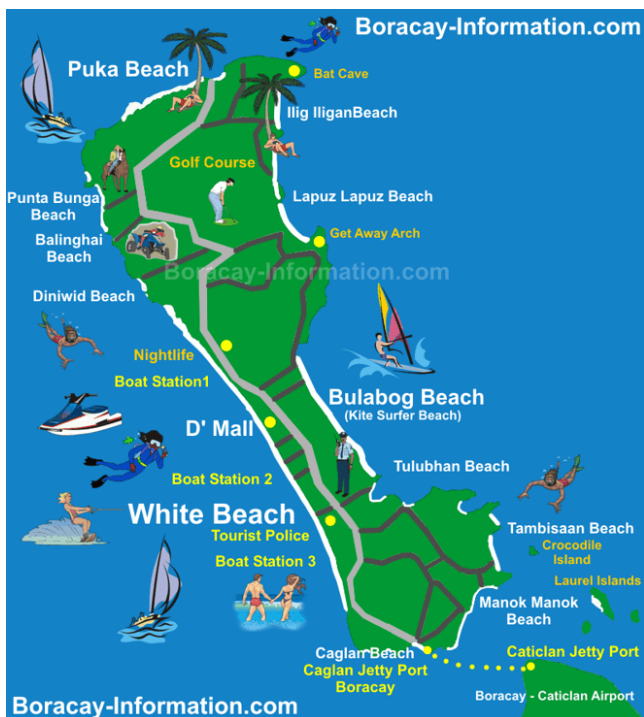 Boracay-Information.com
Puka Beach
Bat Cave
Ilig IliganBeach
Golf Course
Punta Bunga
Beach
Lapuz Lapuz Beach
Balinghai
Beach
Get Away Arch
Boracay-Information.com
Diniwid Beach
Nightlife
Boat Station1
Bulabog Beach
(Kite Surfer Beach)
D' Mall
Tulubhan Beach
Boat Station 2
White Beach
Tourist Police
Tambisaan Beach
Crocodile
Island
Boat Station 3
Laurel Islands
Manok Manok
Beach
Caglan Beach
Caglan Jetty Port
Boracay
Caticlan Jetty Port
Boracay - Caticlan Airport
Boracay-Information.com